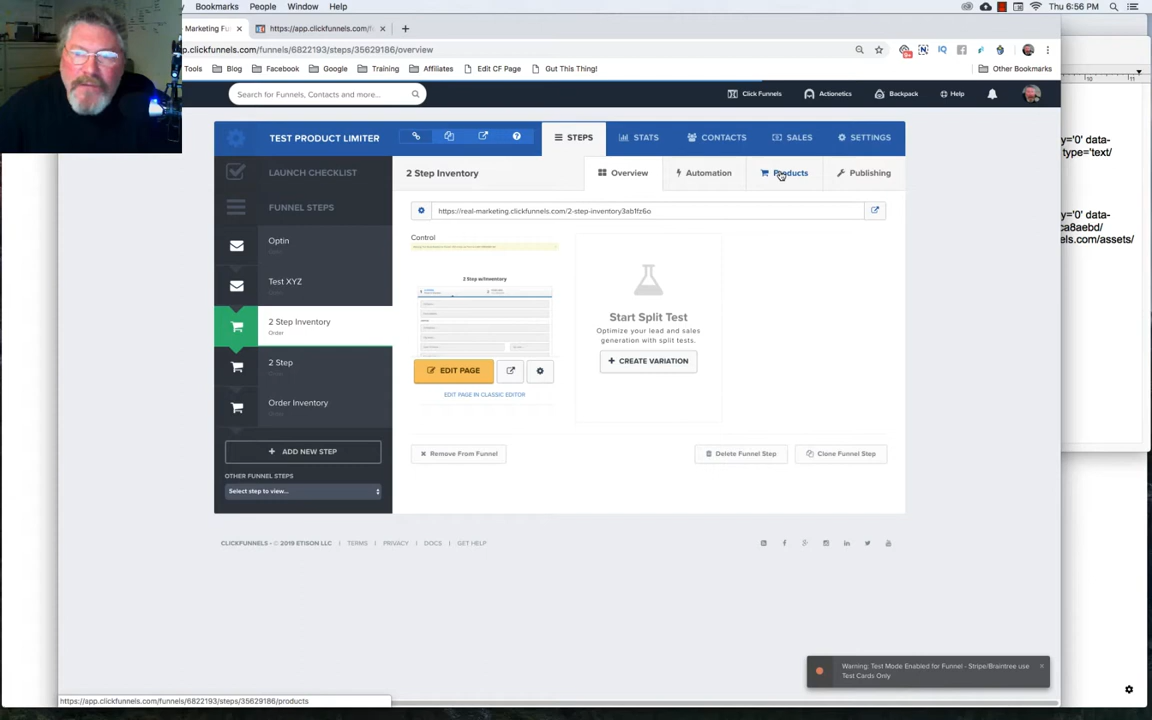 Bookmarks People Window Help Thu 6:56 PM
Marketing Fu × https://app.clickfunnels.com/f × +
p.clickfunnels.com/funnels/6822193/steps/35629186/overview
Tools Blog Facebook Google Training Affiliates Edit CF Page Gut This Thing! Other Bookmarks
Search for Funnels, Contacts and more... Click Funnels Actionetics Backpack Help
TEST PRODUCT LIMITER STEPS STATS CONTACTS SALES SETTINGS
LAUNCH CHECKLIST 2 Step Inventory Overview Automation Products Publishing
FUNNEL STEPS
https://real-marketing.clickfunnels.com/2-step-inventory3ab1fz6o
Optin
Control
Test XYZ
2 Step w/Inventory
2 Step Inventory
Order
Start Split Test
Optimize your lead and sales
generation with split tests.
2 Step
+ CREATE VARIATION
EDIT PAGE
EDIT PAGE IN CLASSIC EDITOR
Order Inventory
+ ADD NEW STEP
Remove From Funnel Delete Funnel Step Clone Funnel Step
OTHER FUNNEL STEPS
Select step to view...
CLICKFUNNELS - © 2019 ETISON LLC | TERMS | PRIVACY | DOCS | GET HELP
Warning: Test Mode Enabled for Funnel - Stripe/Braintree use
Test Cards Only
https://app.clickfunnels.com/funnels/6822193/steps/35629186/products
10 11
y='0' data-
type='text/
y='0' data-
ca8aebd/
els.com/assets/